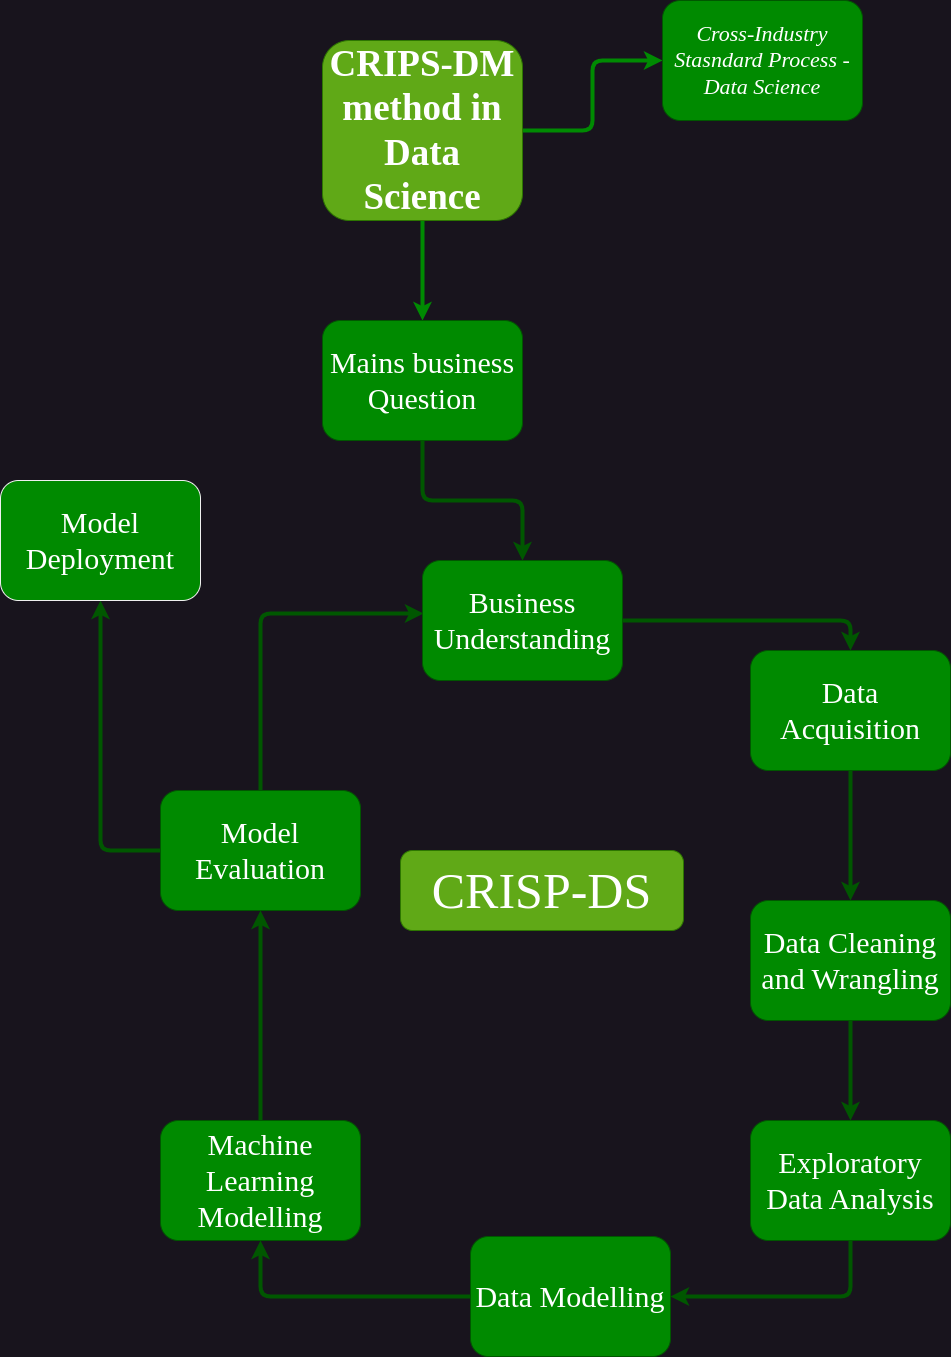 Cross-Industry
Stasndard Process -
Data Science
CRIPS-DM
method in
Data
Science
Mains business
Question
Model
Deployment
Business
Understanding
Data
Acquisition
Model
Evaluation
CRISP-DS
Data Cleaning
and Wrangling
Machine
Learning
Modelling
Exploratory
Data Analysis
Data Modelling